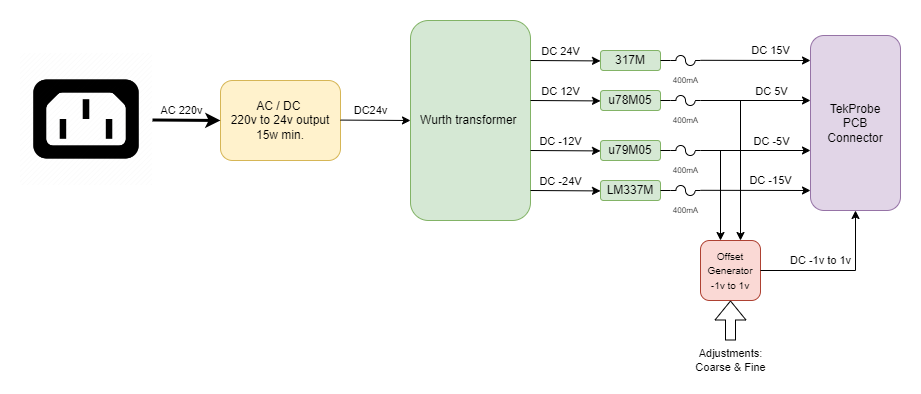 AC 220v
AC / DC
220v to 24v output
15w min.
DC24v
Wurth transformer
DC 24V
317M
400mA
DC 15V
DC 12V
u78M05
400mA
DC 5V
DC -12V
u79M05
400mA
DC -5V
DC -24V
LM337M
400mA
DC -15V
TekProbe
PCB
Connector
Offset
Generator
-1v to 1v
DC -1v to 1v
Adjustments:
Coarse & Fine